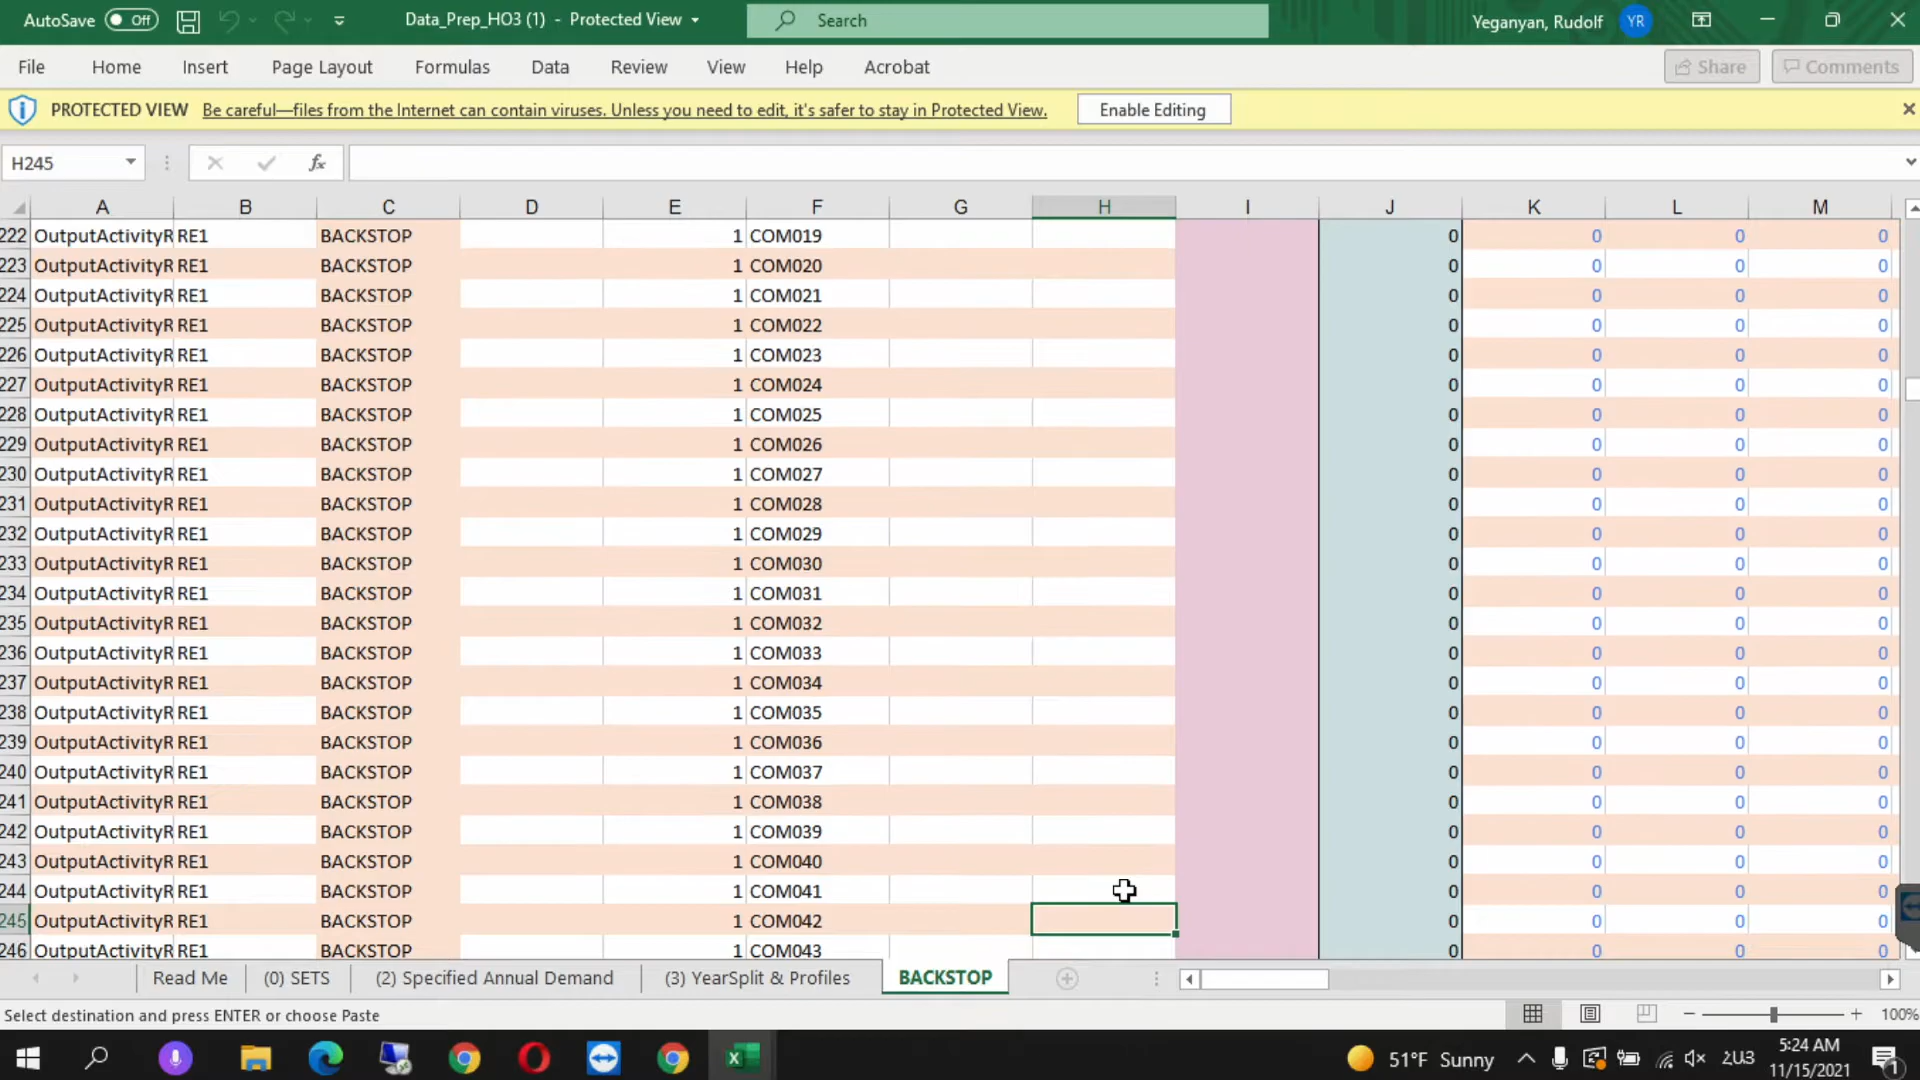 AutoSave Off Data_Prep_HO3 (1) - Protected View Search Yeganyan, Rudolf YR
File Home Insert Page Layout Formulas Data Review View Help Acrobat Share Comments
PROTECTED VIEW Be careful—files from the Internet can contain viruses. Unless you need to edit, it's safer to stay in Protected View. Enable Editing
H245 fx
A B C D E F G H I J K L M
222 OutputActivityR RE1 BACKSTOP 1 COM019 0 0 0 0
223 OutputActivityR RE1 BACKSTOP 1 COM020 0 0 0 0
224 OutputActivityR RE1 BACKSTOP 1 COM021 0 0 0 0
225 OutputActivityR RE1 BACKSTOP 1 COM022 0 0 0 0
226 OutputActivityR RE1 BACKSTOP 1 COM023 0 0 0 0
227 OutputActivityR RE1 BACKSTOP 1 COM024 0 0 0 0
228 OutputActivityR RE1 BACKSTOP 1 COM025 0 0 0 0
229 OutputActivityR RE1 BACKSTOP 1 COM026 0 0 0 0
230 OutputActivityR RE1 BACKSTOP 1 COM027 0 0 0 0
231 OutputActivityR RE1 BACKSTOP 1 COM028 0 0 0 0
232 OutputActivityR RE1 BACKSTOP 1 COM029 0 0 0 0
233 OutputActivityR RE1 BACKSTOP 1 COM030 0 0 0 0
234 OutputActivityR RE1 BACKSTOP 1 COM031 0 0 0 0
235 OutputActivityR RE1 BACKSTOP 1 COM032 0 0 0 0
236 OutputActivityR RE1 BACKSTOP 1 COM033 0 0 0 0
237 OutputActivityR RE1 BACKSTOP 1 COM034 0 0 0 0
238 OutputActivityR RE1 BACKSTOP 1 COM035 0 0 0 0
239 OutputActivityR RE1 BACKSTOP 1 COM036 0 0 0 0
240 OutputActivityR RE1 BACKSTOP 1 COM037 0 0 0 0
241 OutputActivityR RE1 BACKSTOP 1 COM038 0 0 0 0
242 OutputActivityR RE1 BACKSTOP 1 COM039 0 0 0 0
243 OutputActivityR RE1 BACKSTOP 1 COM040 0 0 0 0
244 OutputActivityR RE1 BACKSTOP 1 COM041 0 0 0 0
245 OutputActivityR RE1 BACKSTOP 1 COM042 0 0 0 0
246 OutputActivityR RE1 BACKSTOP 1 COM043 0 0 0 0
Read Me (0) SETS (2) Specified Annual Demand (3) YearSplit & Profiles BACKSTOP
Select destination and press ENTER or choose Paste 100%
51°F Sunny ՀԱՅ 5:24 AM
11/15/2021 1